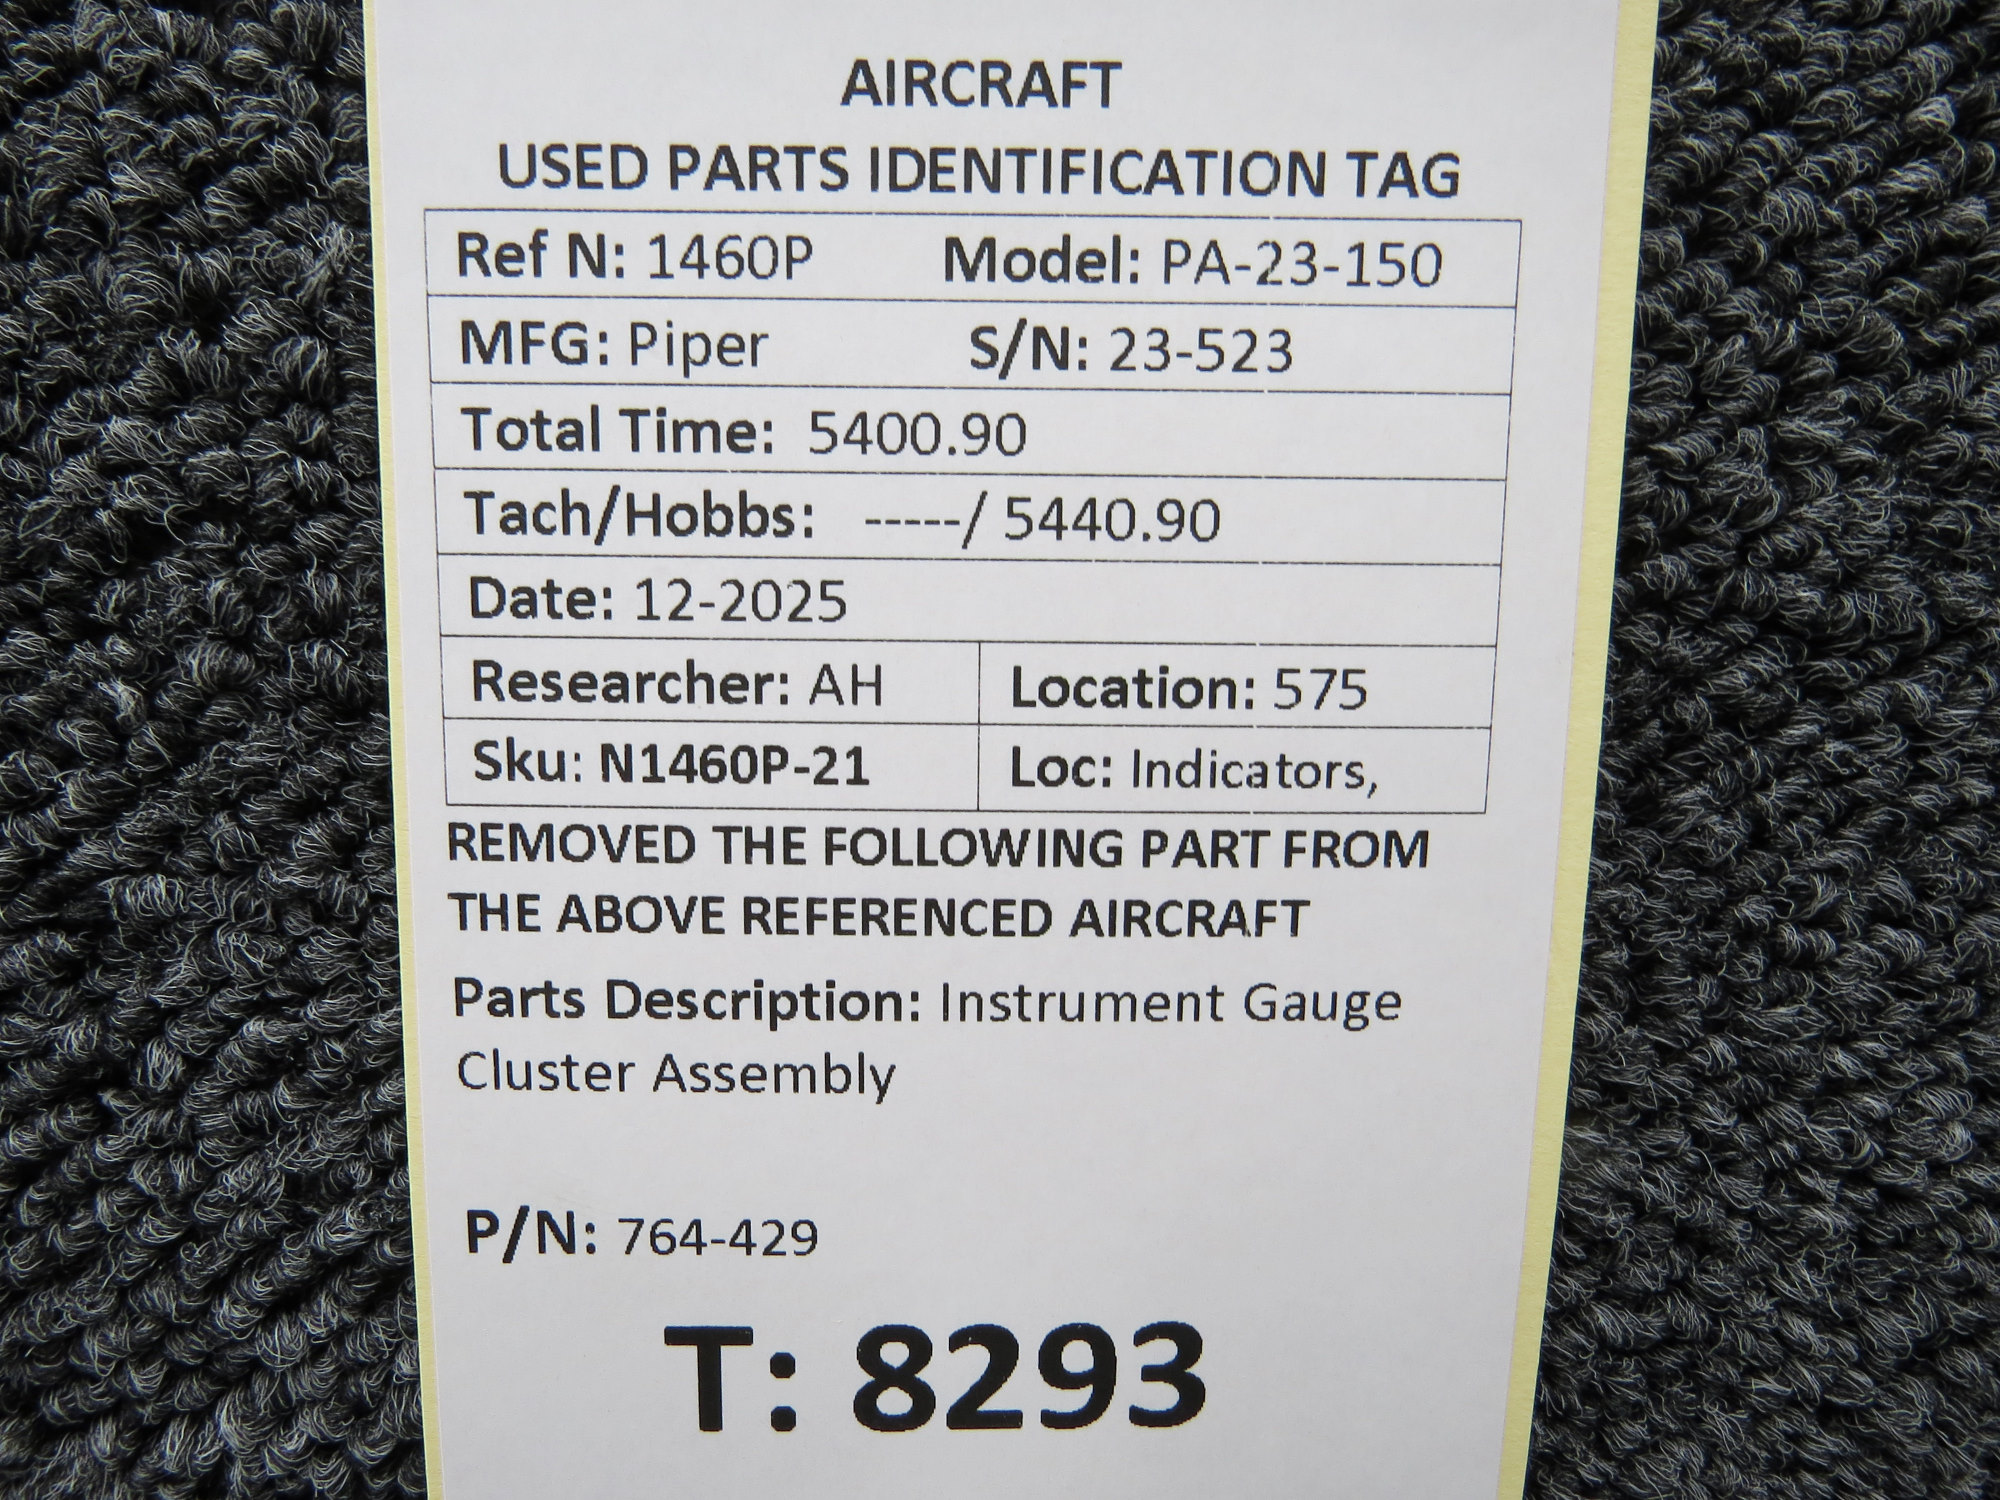 AIRCRAFT
USED PARTS IDENTIFICATION TAG
Ref N: 1460P Model: PA-23-150
MFG: Piper S/N: 23-523
Total Time: 5400.90
Tach/Hobbs: -----/ 5440.90
Date: 12-2025
Researcher: AH Location: 575
Sku: N1460P-21 Loc: Indicators,
REMOVED THE FOLLOWING PART FROM
THE ABOVE REFERENCED AIRCRAFT
Parts Description: Instrument Gauge
Cluster Assembly
P/N: 764-429
T: 8293